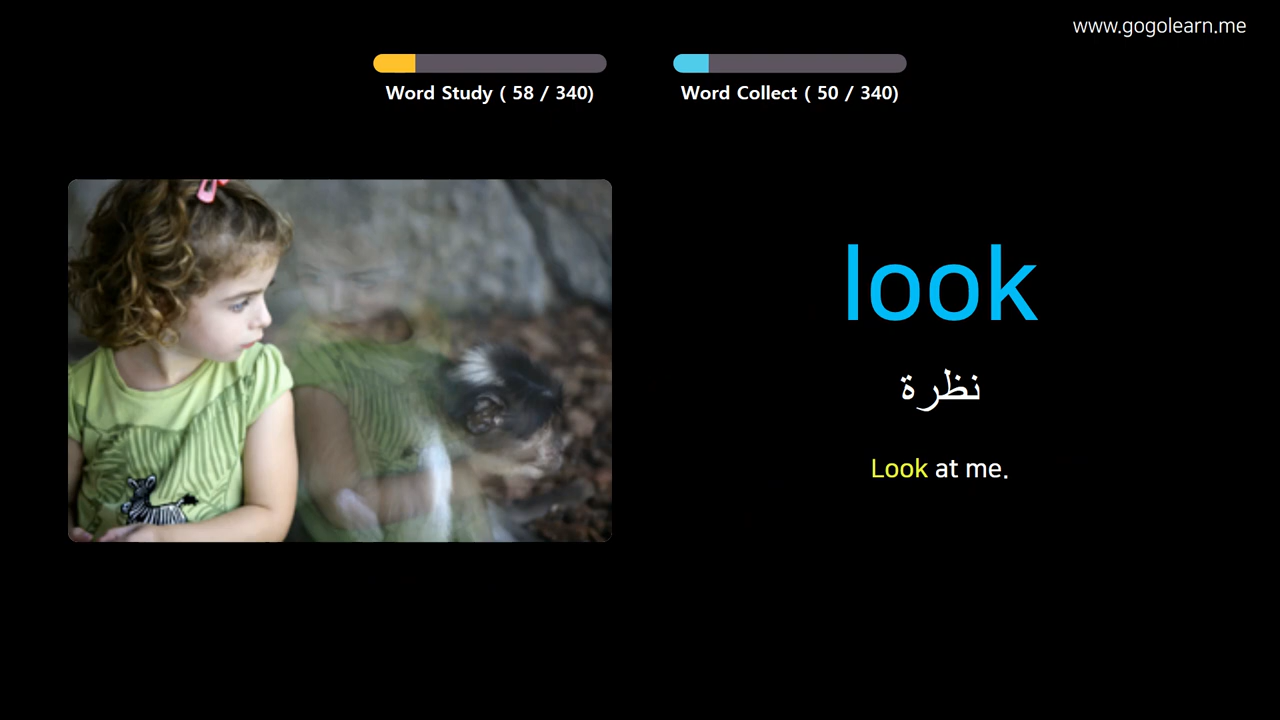 www.gogolearn.me
Word Study ( 58 / 340)
Word Collect ( 50 / 340)
look
نظرة
Look at me.